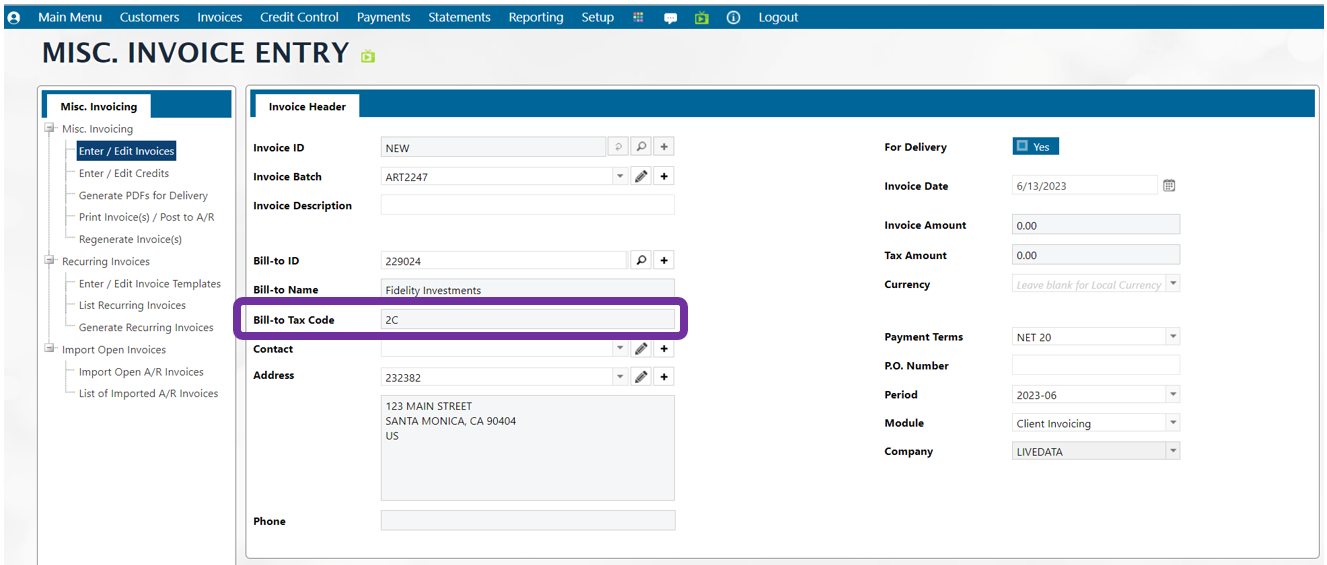 Main Menu Customers Invoices Credit Control Payments Statements Reporting Setup Logout
MISC. INVOICE ENTRY
Misc. Invoicing
Misc. Invoicing
Enter / Edit Invoices
Enter / Edit Credits
Generate PDFs for Delivery
Print Invoice(s) / Post to A/R
Regenerate Invoice(s)
Recurring Invoices
Enter / Edit Invoice Templates
List Recurring Invoices
Generate Recurring Invoices
Import Open Invoices
Import Open A/R Invoices
List of Imported A/R Invoices
Invoice Header
Invoice ID NEW
Invoice Batch ART2247
Invoice Description
Bill-to ID 229024
Bill-to Name Fidelity Investments
Bill-to Tax Code 2C
Contact
Address 232382
123 MAIN STREET
SANTA MONICA, CA 90404
US
Phone
For Delivery Yes
Invoice Date 6/13/2023
Invoice Amount 0.00
Tax Amount 0.00
Currency Leave blank for Local Currency
Payment Terms NET 20
P.O. Number
Period 2023-06
Module Client Invoicing
Company LIVEDATA